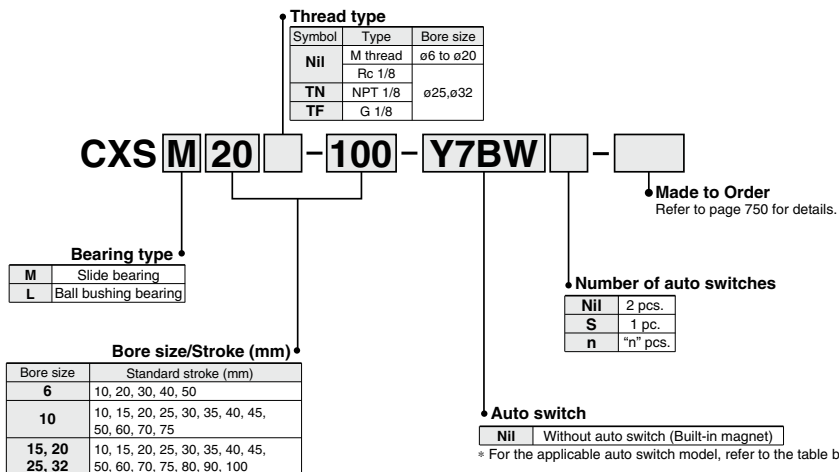 Thread type
Symbol Type Bore size
Nil M thread ø6 to ø20
Rc 1/8 ø25,ø32
TN NPT 1/8
TF G 1/8
CXS M 20 – 100 – Y7BW –
Made to Order
Refer to page 750 for details.
Bearing type
M Slide bearing
L Ball bushing bearing
Number of auto switches
Nil 2 pcs.
S 1 pc.
n “n” pcs.
Bore size/Stroke (mm)
Bore size Standard stroke (mm)
6 10, 20, 30, 40, 50
10 10, 15, 20, 25, 30, 35, 40, 45,
50, 60, 70, 75
15, 20 10, 15, 20, 25, 30, 35, 40, 45,
25, 32 50, 60, 70, 75, 80, 90, 100
Auto switch
Nil Without auto switch (Built-in magnet)
∗ For the applicable auto switch model, refer to the table b